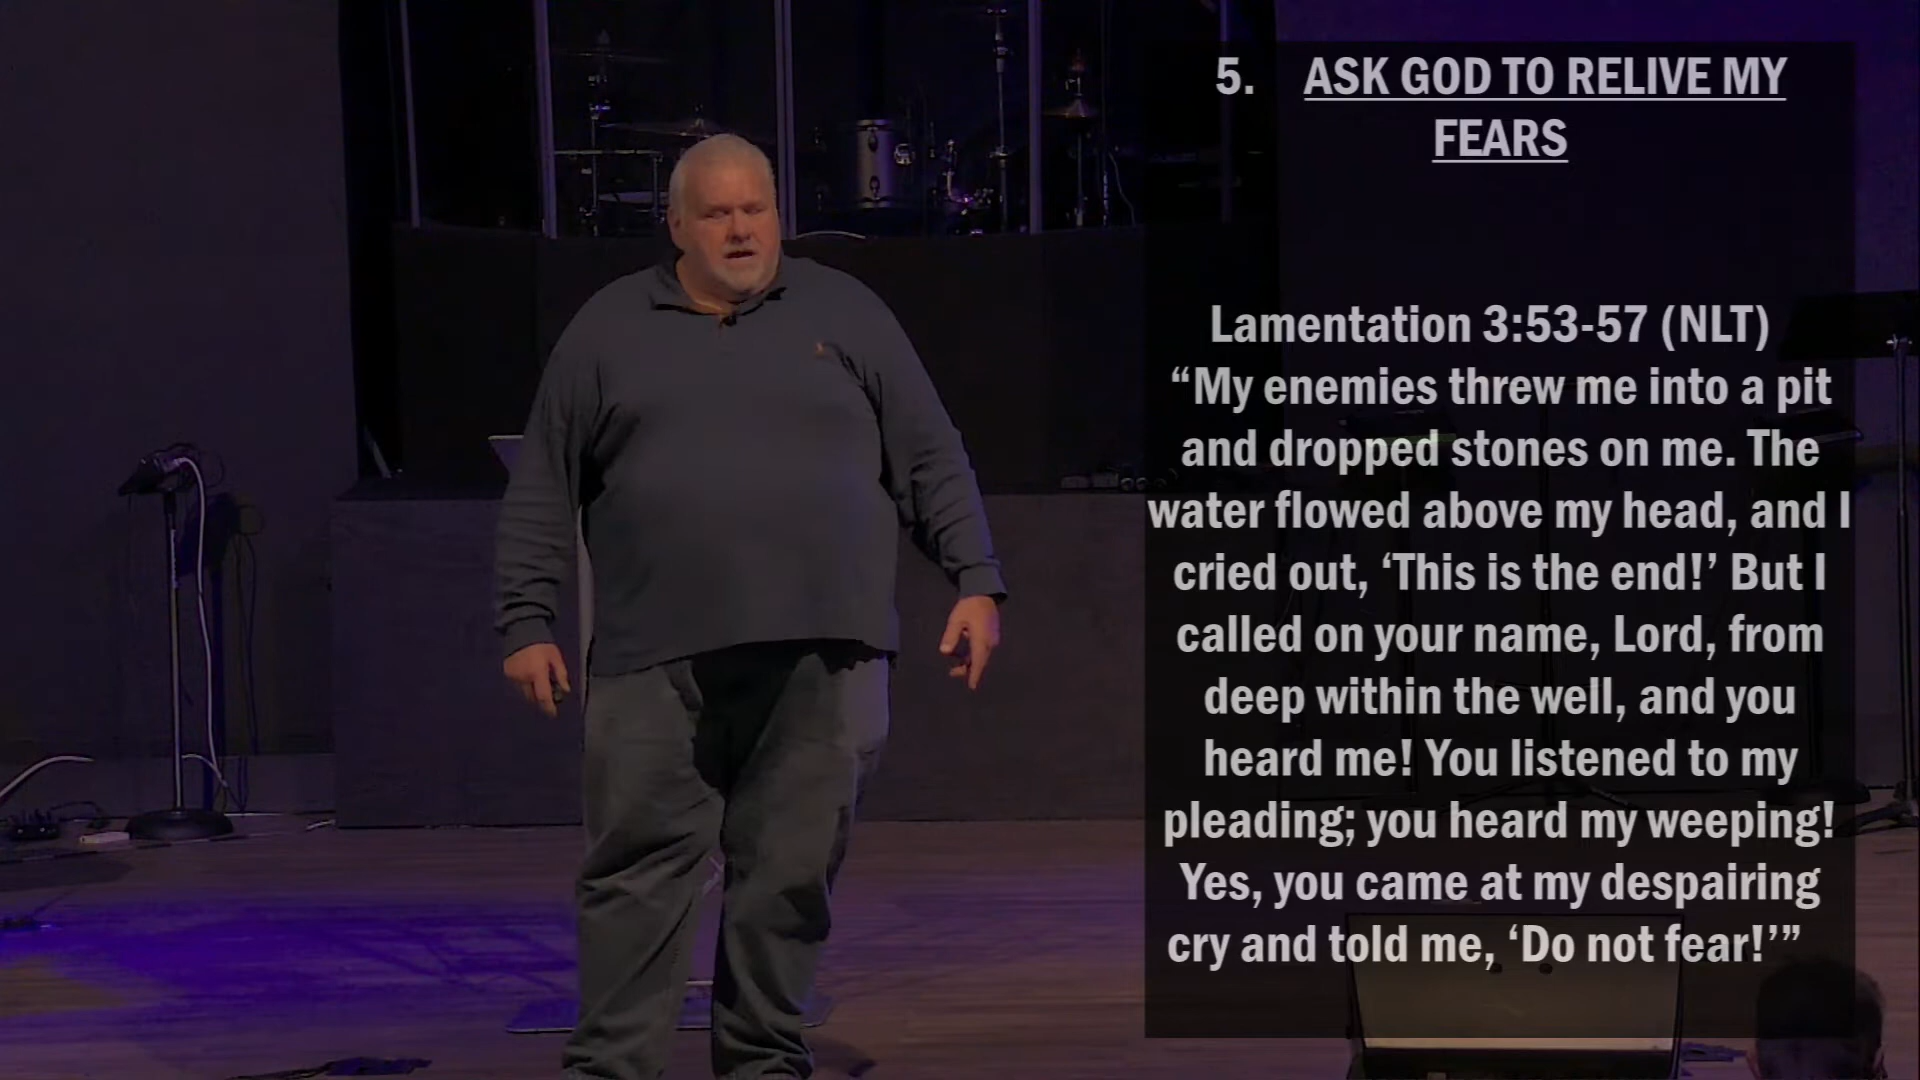 5. ASK GOD TO RELIVE MY
FEARS
Lamentation 3:53-57 (NLT)
“My enemies threw me into a pit
and dropped stones on me. The
water flowed above my head, and I
cried out, ‘This is the end!’ But I
called on your name, Lord, from
deep within the well, and you
heard me! You listened to my
pleading; you heard my weeping!
Yes, you came at my despairing
cry and told me, ‘Do not fear!’”